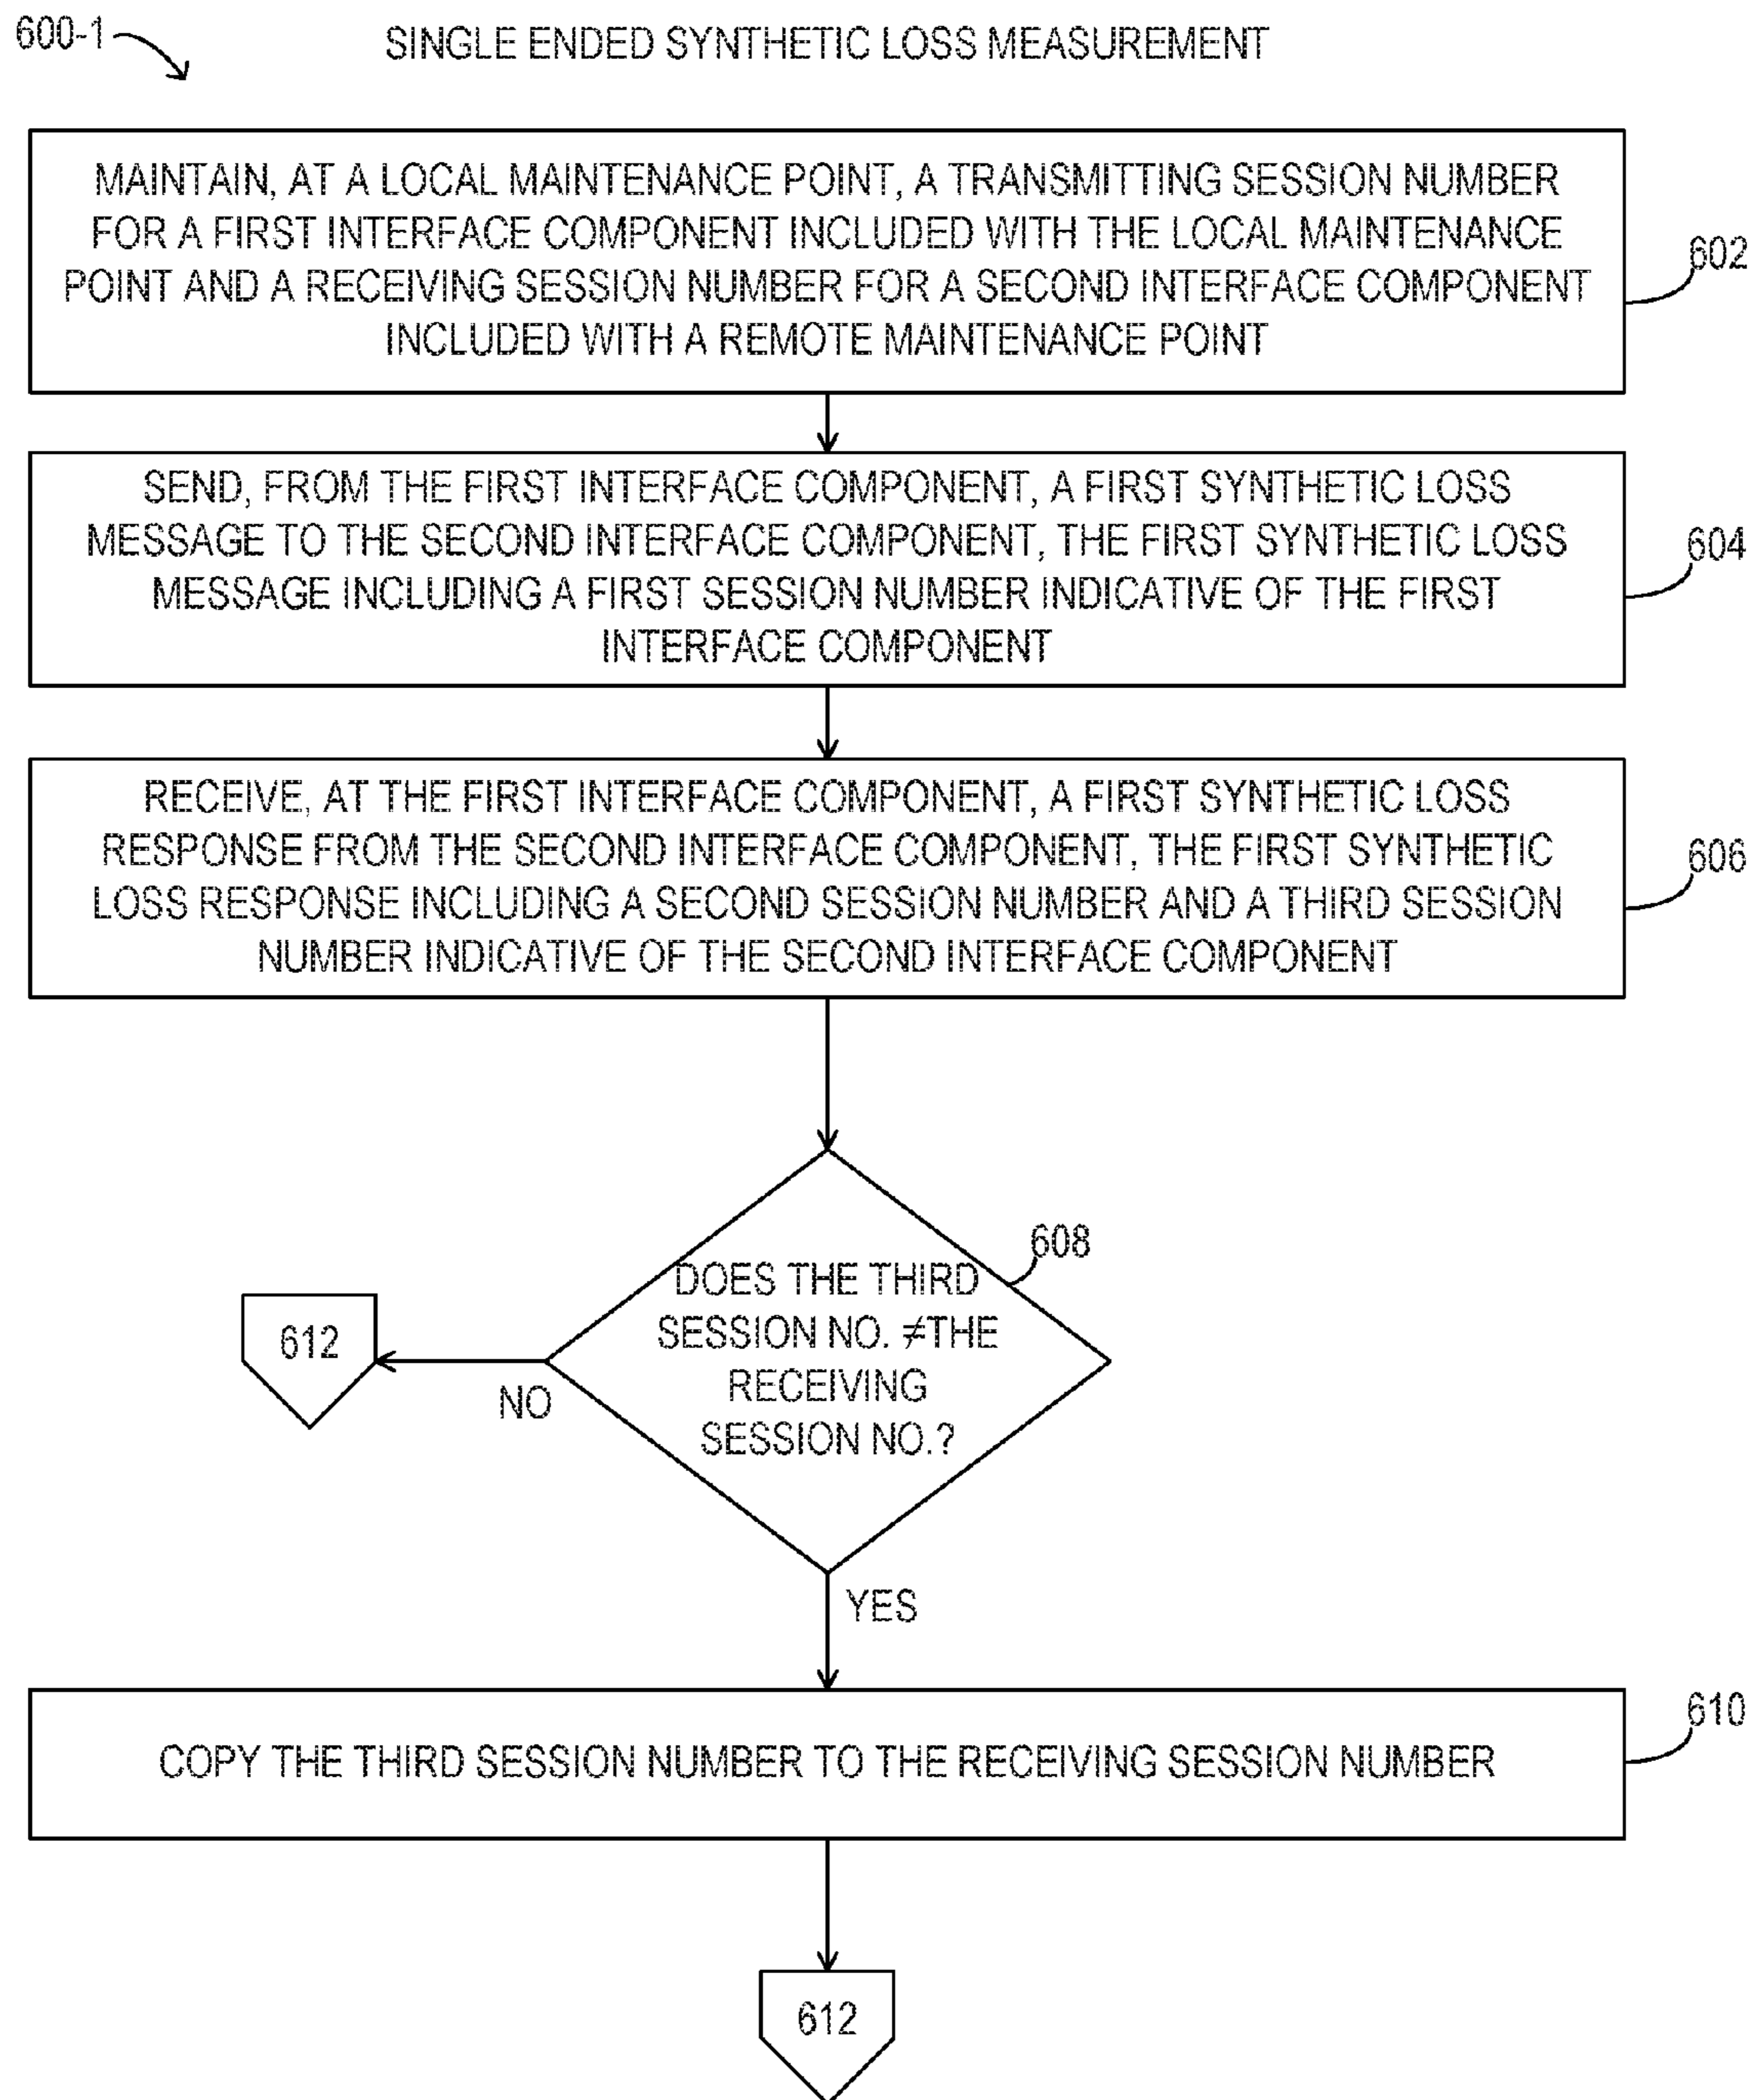 600-1
SINGLE ENDED SYNTHETIC LOSS MEASUREMENT
MAINTAIN, AT A LOCAL MAINTENANCE POINT, A TRANSMITTING SESSION NUMBER
FOR A FIRST INTERFACE COMPONENT INCLUDED WITH THE LOCAL MAINTENANCE
POINT AND A RECEIVING SESSION NUMBER FOR A SECOND INTERFACE COMPONENT
INCLUDED WITH A REMOTE MAINTENANCE POINT
602
SEND, FROM THE FIRST INTERFACE COMPONENT, A FIRST SYNTHETIC LOSS
MESSAGE TO THE SECOND INTERFACE COMPONENT, THE FIRST SYNTHETIC LOSS
MESSAGE INCLUDING A FIRST SESSION NUMBER INDICATIVE OF THE FIRST
INTERFACE COMPONENT
604
RECEIVE, AT THE FIRST INTERFACE COMPONENT, A FIRST SYNTHETIC LOSS
RESPONSE FROM THE SECOND INTERFACE COMPONENT, THE FIRST SYNTHETIC
LOSS RESPONSE INCLUDING A SECOND SESSION NUMBER AND A THIRD SESSION
NUMBER INDICATIVE OF THE SECOND INTERFACE COMPONENT
606
608
DOES THE THIRD
SESSION NO. ≠THE
RECEIVING
SESSION NO.?
612
NO
YES
COPY THE THIRD SESSION NUMBER TO THE RECEIVING SESSION NUMBER
610
612